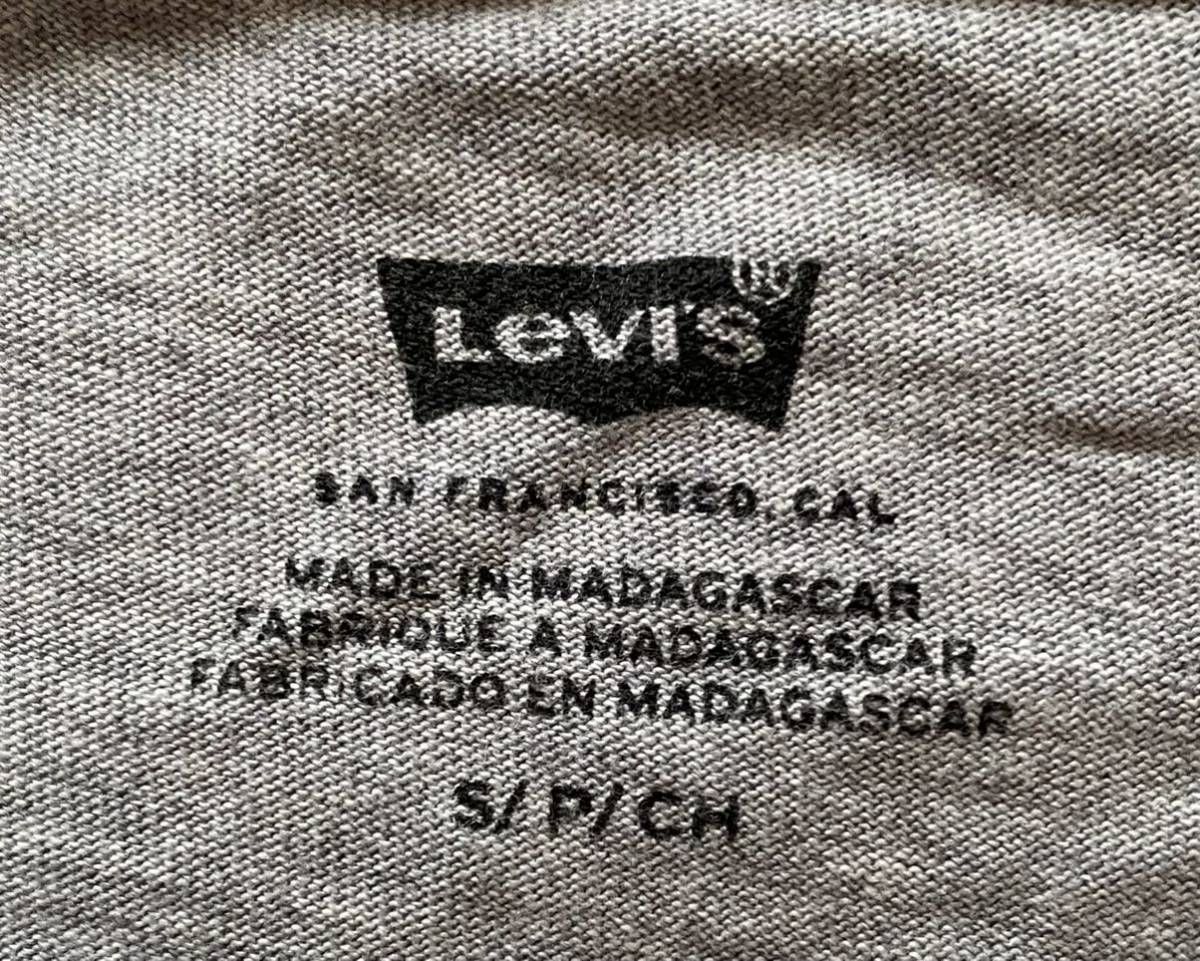 Levi's ®
SAN FRANCISCO, CAL
MADE IN MADAGASCAR
FABRIQUE A MADAGASCAR
FABRICADO EN MADAGASCAR
S/ P/ CH